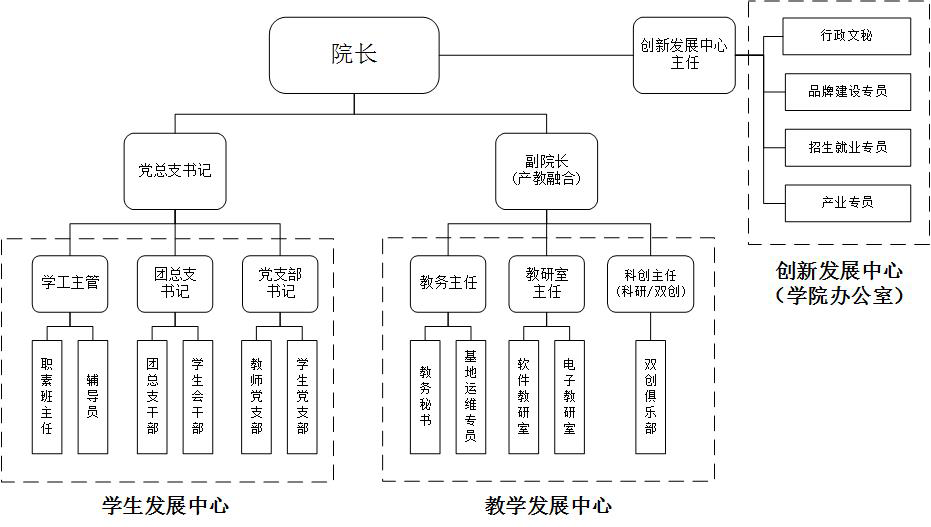 院长
创新发展中心
主任
行政文秘
品牌建设专员
招生就业专员
产业专员
创新发展中心
（学院办公室）
党总支书记
副院长
(产教融合)
学工主管
团总支
书记
党支部
书记
教务主任
教研室
主任
科创主任
(科研/双创)
职素班主任
辅导员
团总支干部
学生会干部
教师党支部
学生党支部
教务秘书
基地运维专员
软件教研室
电子教研室
双创俱乐部
学生发展中心
教学发展中心